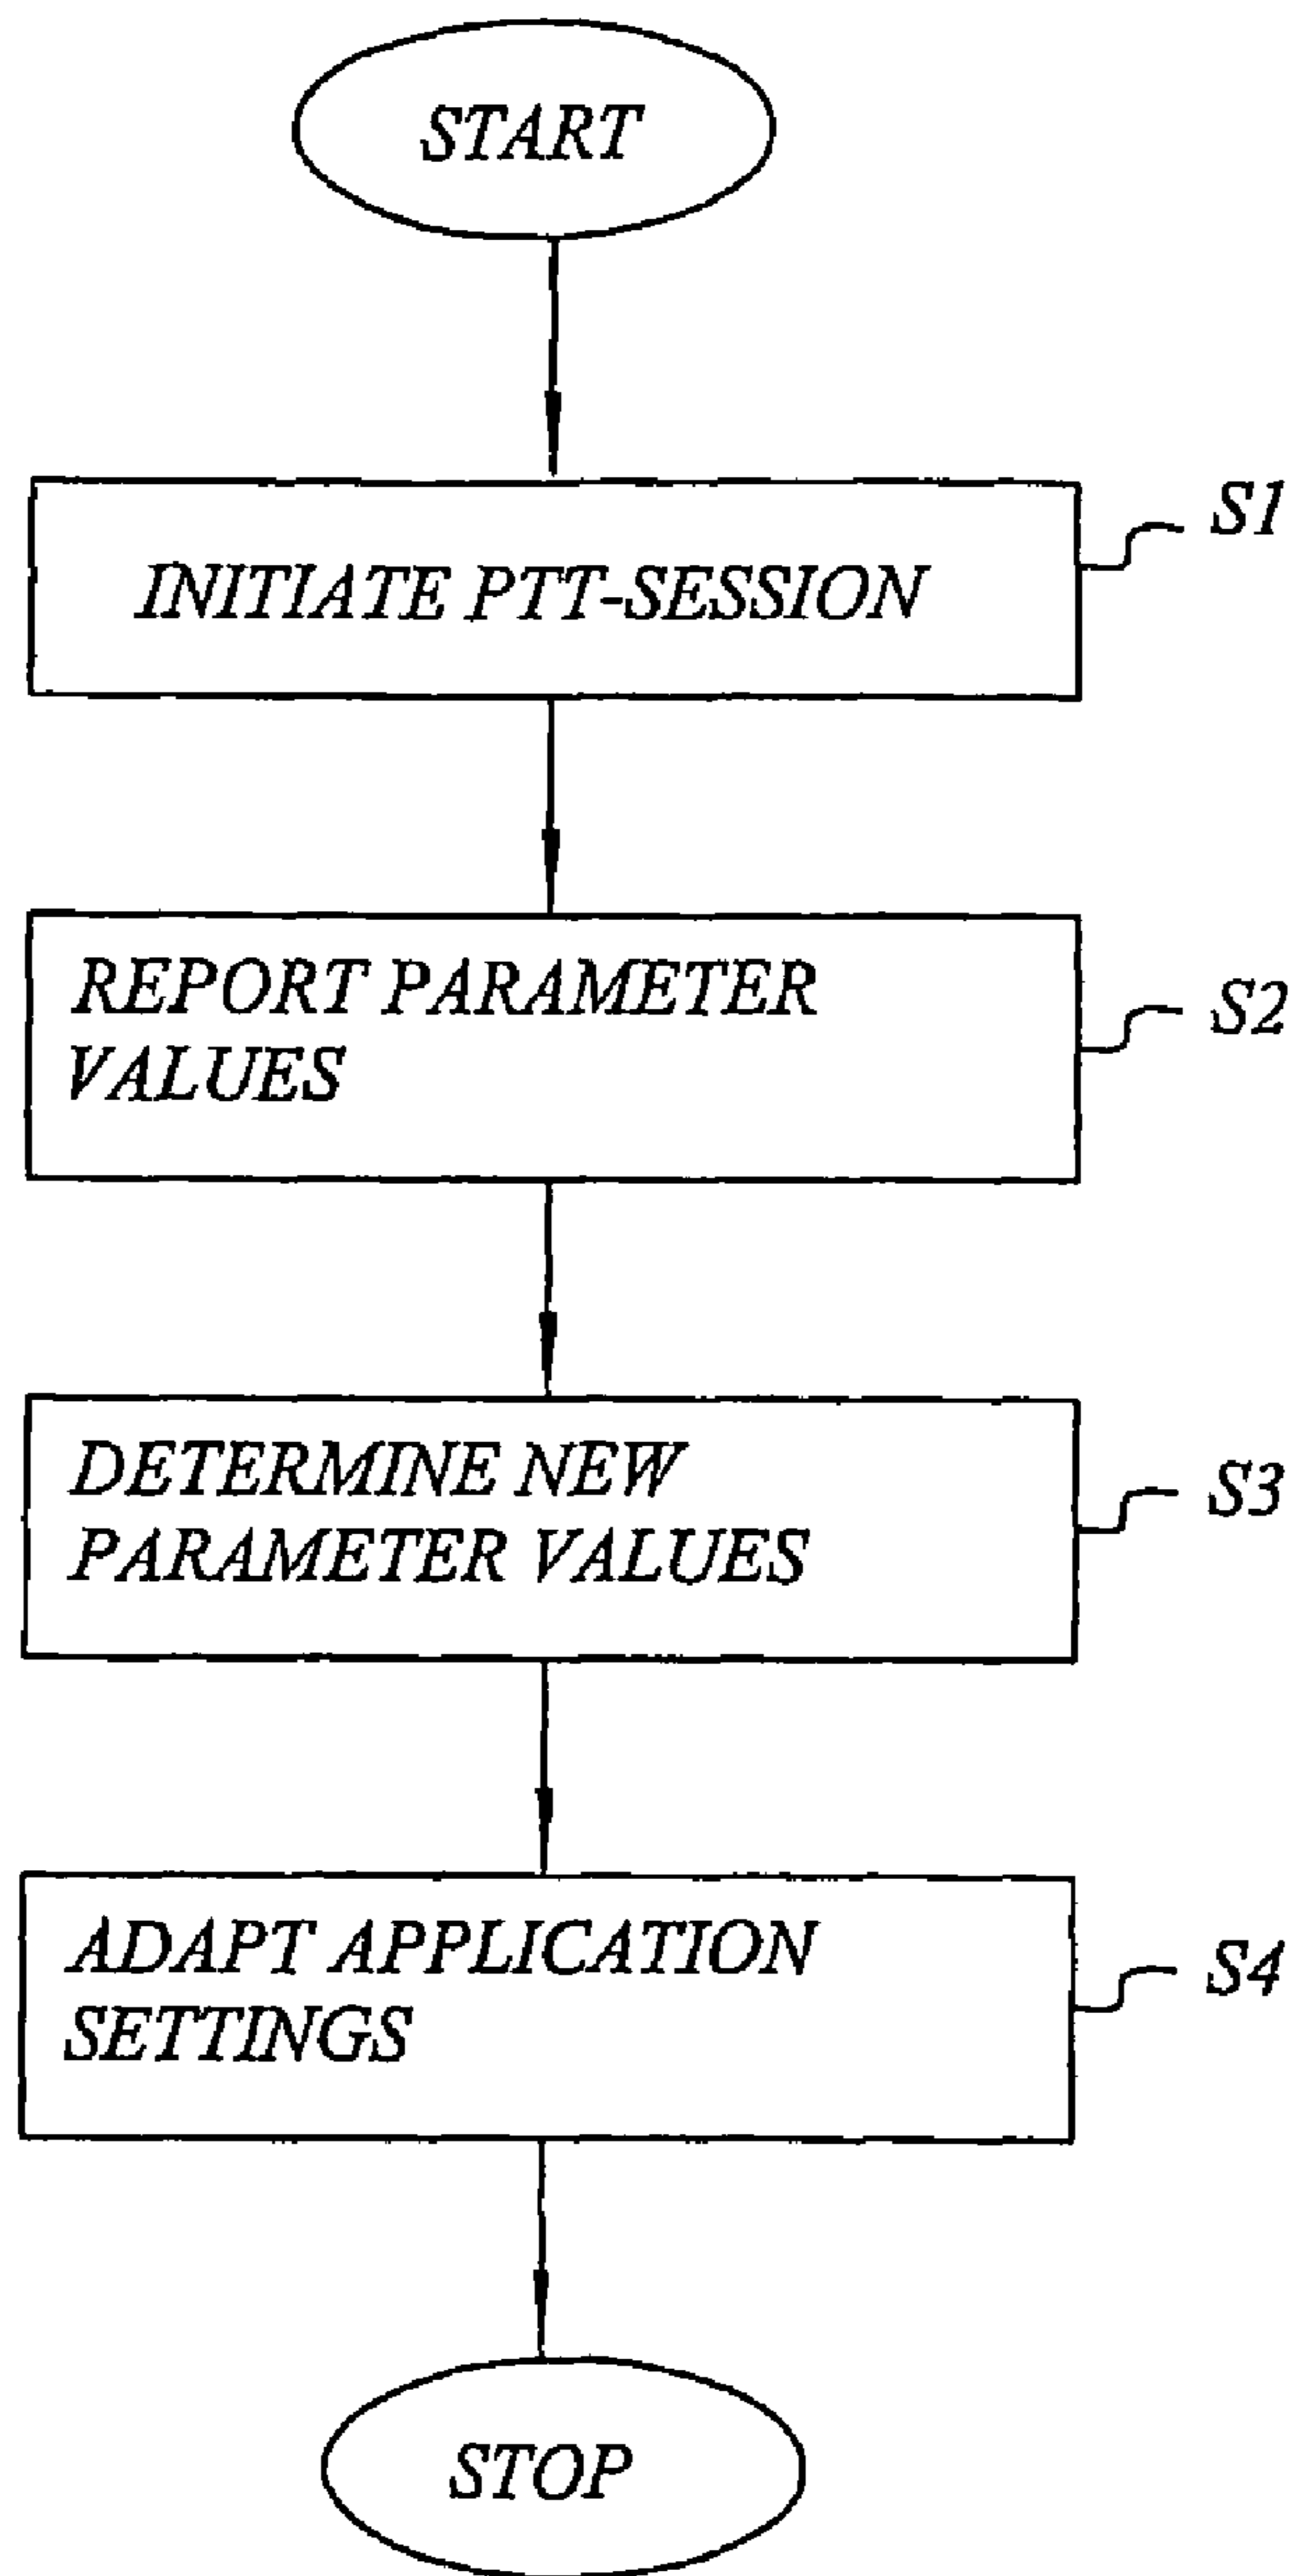 START
INITIATE PTT-SESSION
S1
REPORT PARAMETER
VALUES
S2
DETERMINE NEW
PARAMETER VALUES
S3
ADAPT APPLICATION
SETTINGS
S4
STOP